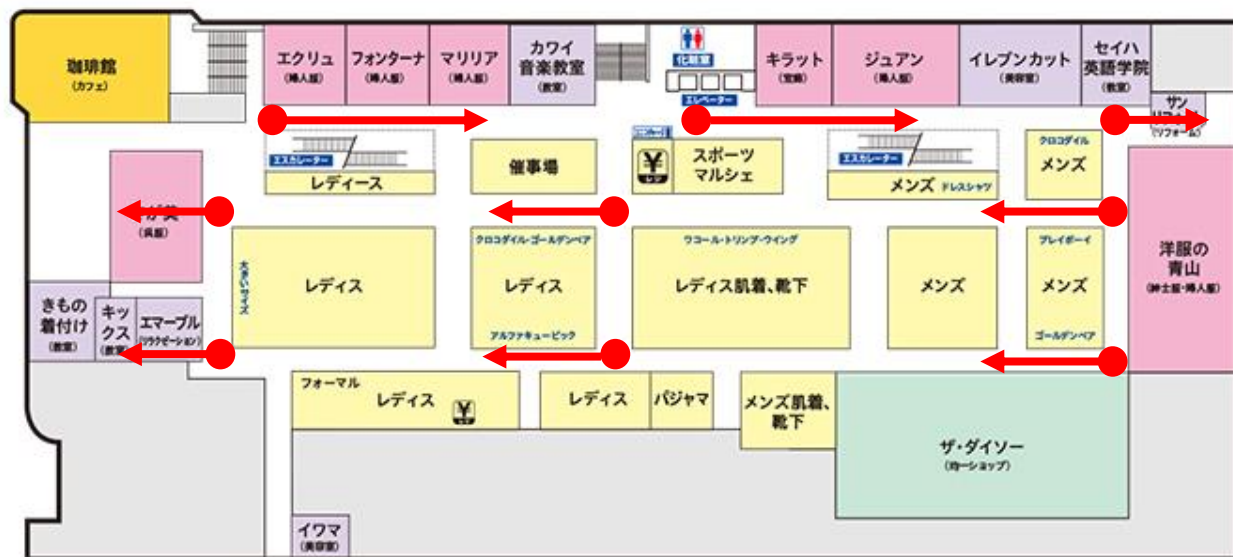 珈琲館
(カフェ)
エクリュ
(婦人服)
フォンターナ
(婦人服)
マリリア
(婦人服)
カワイ
音楽教室
(教室)
化粧室
エレベーター
キラット
(宝飾)
ジュアン
(婦人服)
イレブンカット
(美容室)
セイハ
英語学院
(教室)
サン
(リフォーム)
エスカレーター
レディース
催事場
¥
レジ
スポーツ
マルシェ
エスカレーター
メンズ ドレスシャツ
クロコダイル
メンズ
(呉服)
洋服の
青山
(紳士服・婦人服)
大きいサイズ
レディス
クロコダイル・ゴールデンベア
レディス
アルファキュービック
ワコール・トリンプ・ウイング
レディス肌着、靴下
メンズ
プレイボーイ
メンズ
ゴールデンベア
きもの
着付け
(教室)
キッ
クス
(教室)
エマーブル
(リラクゼーション)
フォーマル
レディス
¥
レジ
レディス
パジャマ
メンズ肌着、
靴下
ザ・ダイソー
(均一ショップ)
イワマ
(美容室)